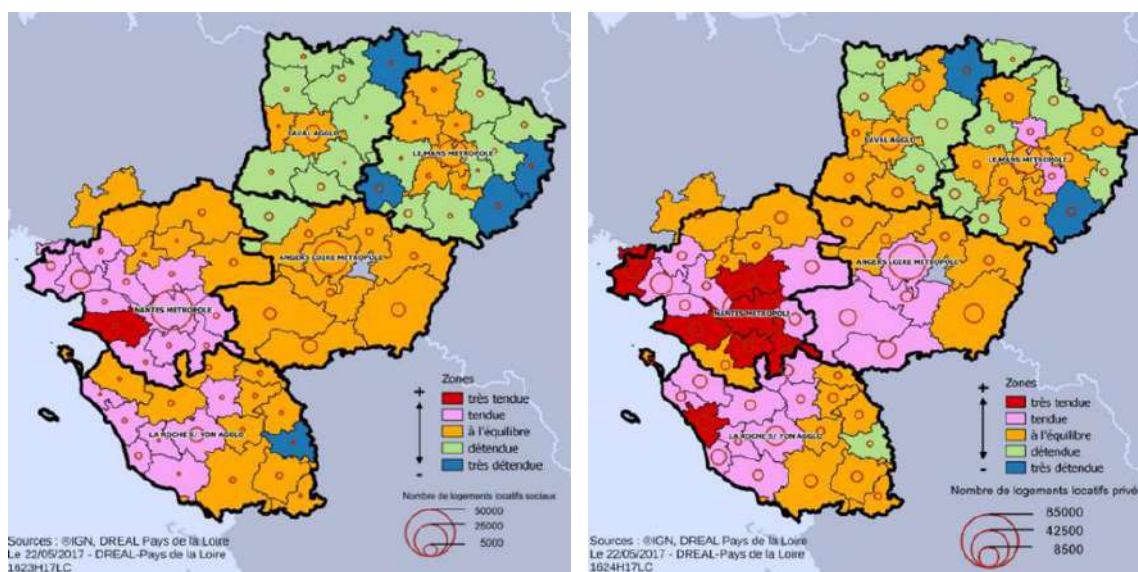 LAVAL AGGLO
LE MANS METROPOLE
ANGERS LOIRE METROPOLE
NANTES METROPOLE
LA ROCHE S/ YON AGGLO
+
-
Zones
très tendue
tendue
à l'équilibre
détendue
très détendue
Nombre de logements locatifs sociaux
50000
25000
5000
Sources : ®IGN, DREAL Pays de la Loire
Le 22/05/2017 - DREAL-Pays de la Loire
1623H17LC
LAVAL AGGLO
LE MANS METROPOLE
ANGERS LOIRE METROPOLE
NANTES METROPOLE
LA ROCHE S/ YON AGGLO
+
-
Zones
très tendue
tendue
à l'équilibre
détendue
très détendue
Nombre de logements locatifs privé
85000
42500
8500
Sources : ®IGN, DREAL Pays de la Loire
Le 22/05/2017 - DREAL-Pays de la Loire
1624H17LC